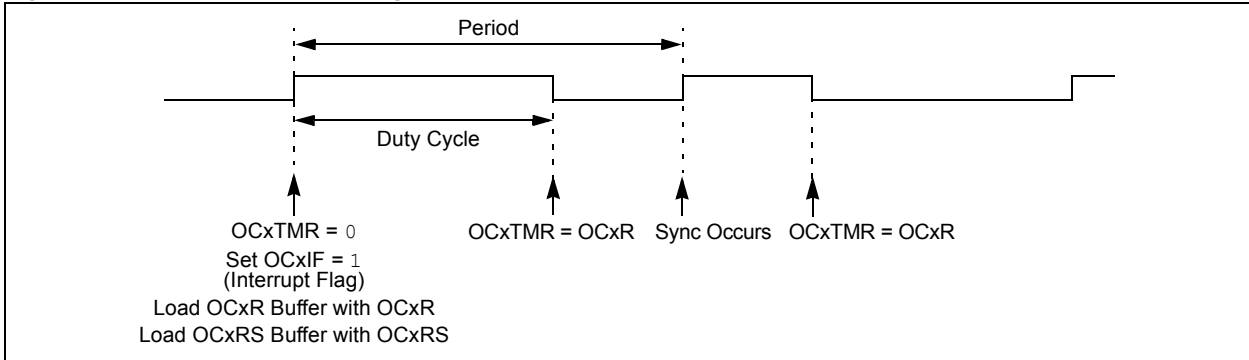 Period
Duty Cycle
OCxTMR = 0
Set OCxIF = 1
(Interrupt Flag)
Load OCxR Buffer with OCxR
Load OCxRS Buffer with OCxRS
OCxTMR = OCxR
Sync Occurs
OCxTMR = OCxR